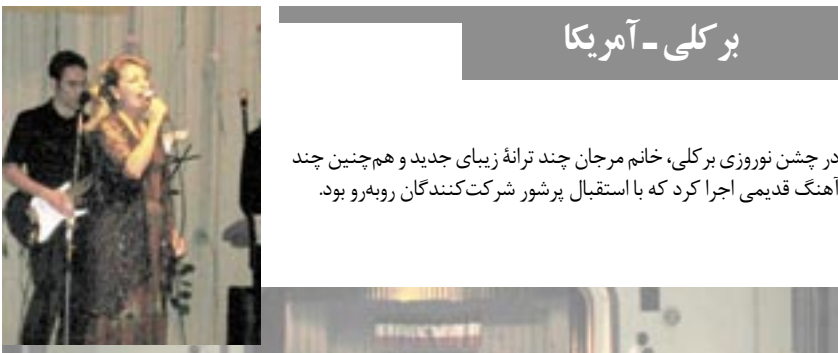 برکلی ـ آمریکا
در جشن نوروزی برکلی، خانم مرجان چند ترانهٔ زیبای جدید و هم‌چنین چند
آهنگ قدیمی اجرا کرد که با استقبال پرشور شرکت‌کنندگان روبه‌رو بود.